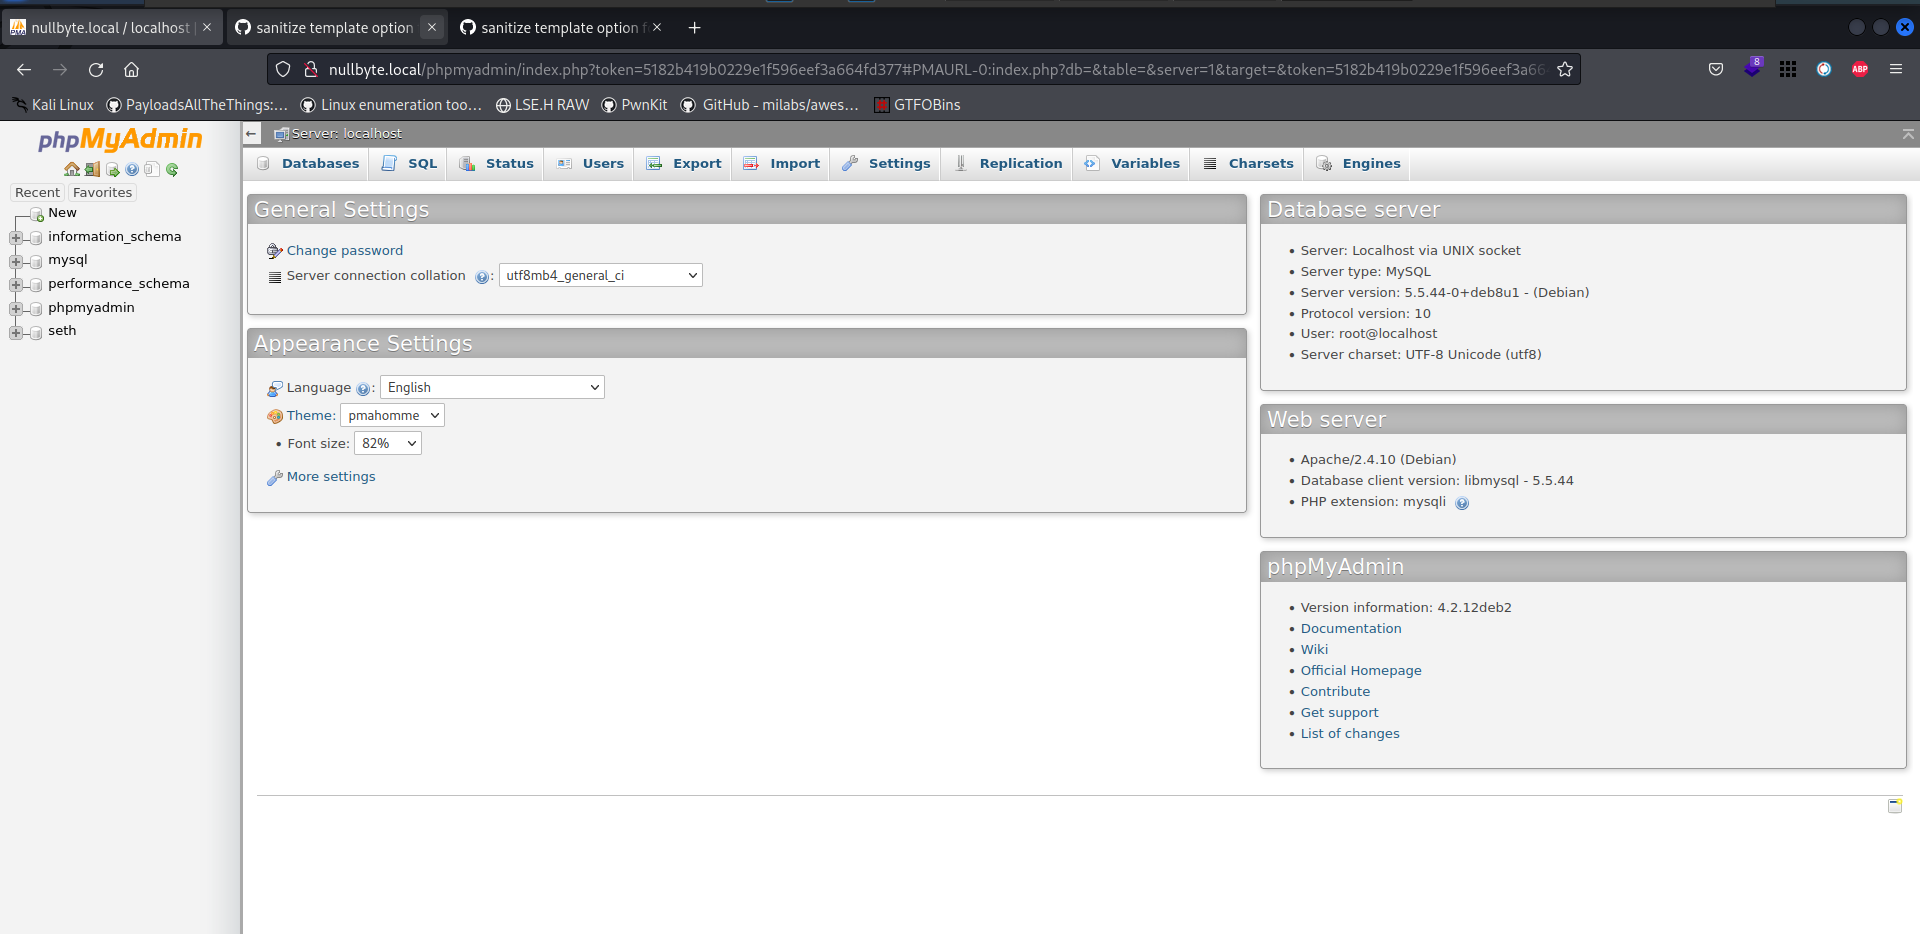 nullbyte.local / localhost |
sanitize template option
sanitize template option f
nullbyte.local/phpmyadmin/index.php?token=5182b419b0229e1f596eef3a664fd377#PMAURL-0:index.php?db=&table=&server=1&target=&token=5182b419b0229e1f596eef3a66
8
ABP
Kali Linux
PayloadsAllTheThings:...
Linux enumeration too...
LSE.H RAW
PwnKit
GitHub - milabs/awes...
GTFOBins
phpMyAdmin
Recent
Favorites
New
information_schema
mysql
performance_schema
phpmyadmin
seth
Server: localhost
Databases
SQL
Status
Users
Export
Import
Settings
Replication
Variables
Charsets
Engines
General Settings
Change password
Server connection collation : utf8mb4_general_ci
Appearance Settings
Language : English
Theme: pmahomme
• Font size: 82%
More settings
Database server
• Server: Localhost via UNIX socket
• Server type: MySQL
• Server version: 5.5.44-0+deb8u1 - (Debian)
• Protocol version: 10
• User: root@localhost
• Server charset: UTF-8 Unicode (utf8)
Web server
• Apache/2.4.10 (Debian)
• Database client version: libmysql - 5.5.44
• PHP extension: mysqli
phpMyAdmin
• Version information: 4.2.12deb2
• Documentation
• Wiki
• Official Homepage
• Contribute
• Get support
• List of changes